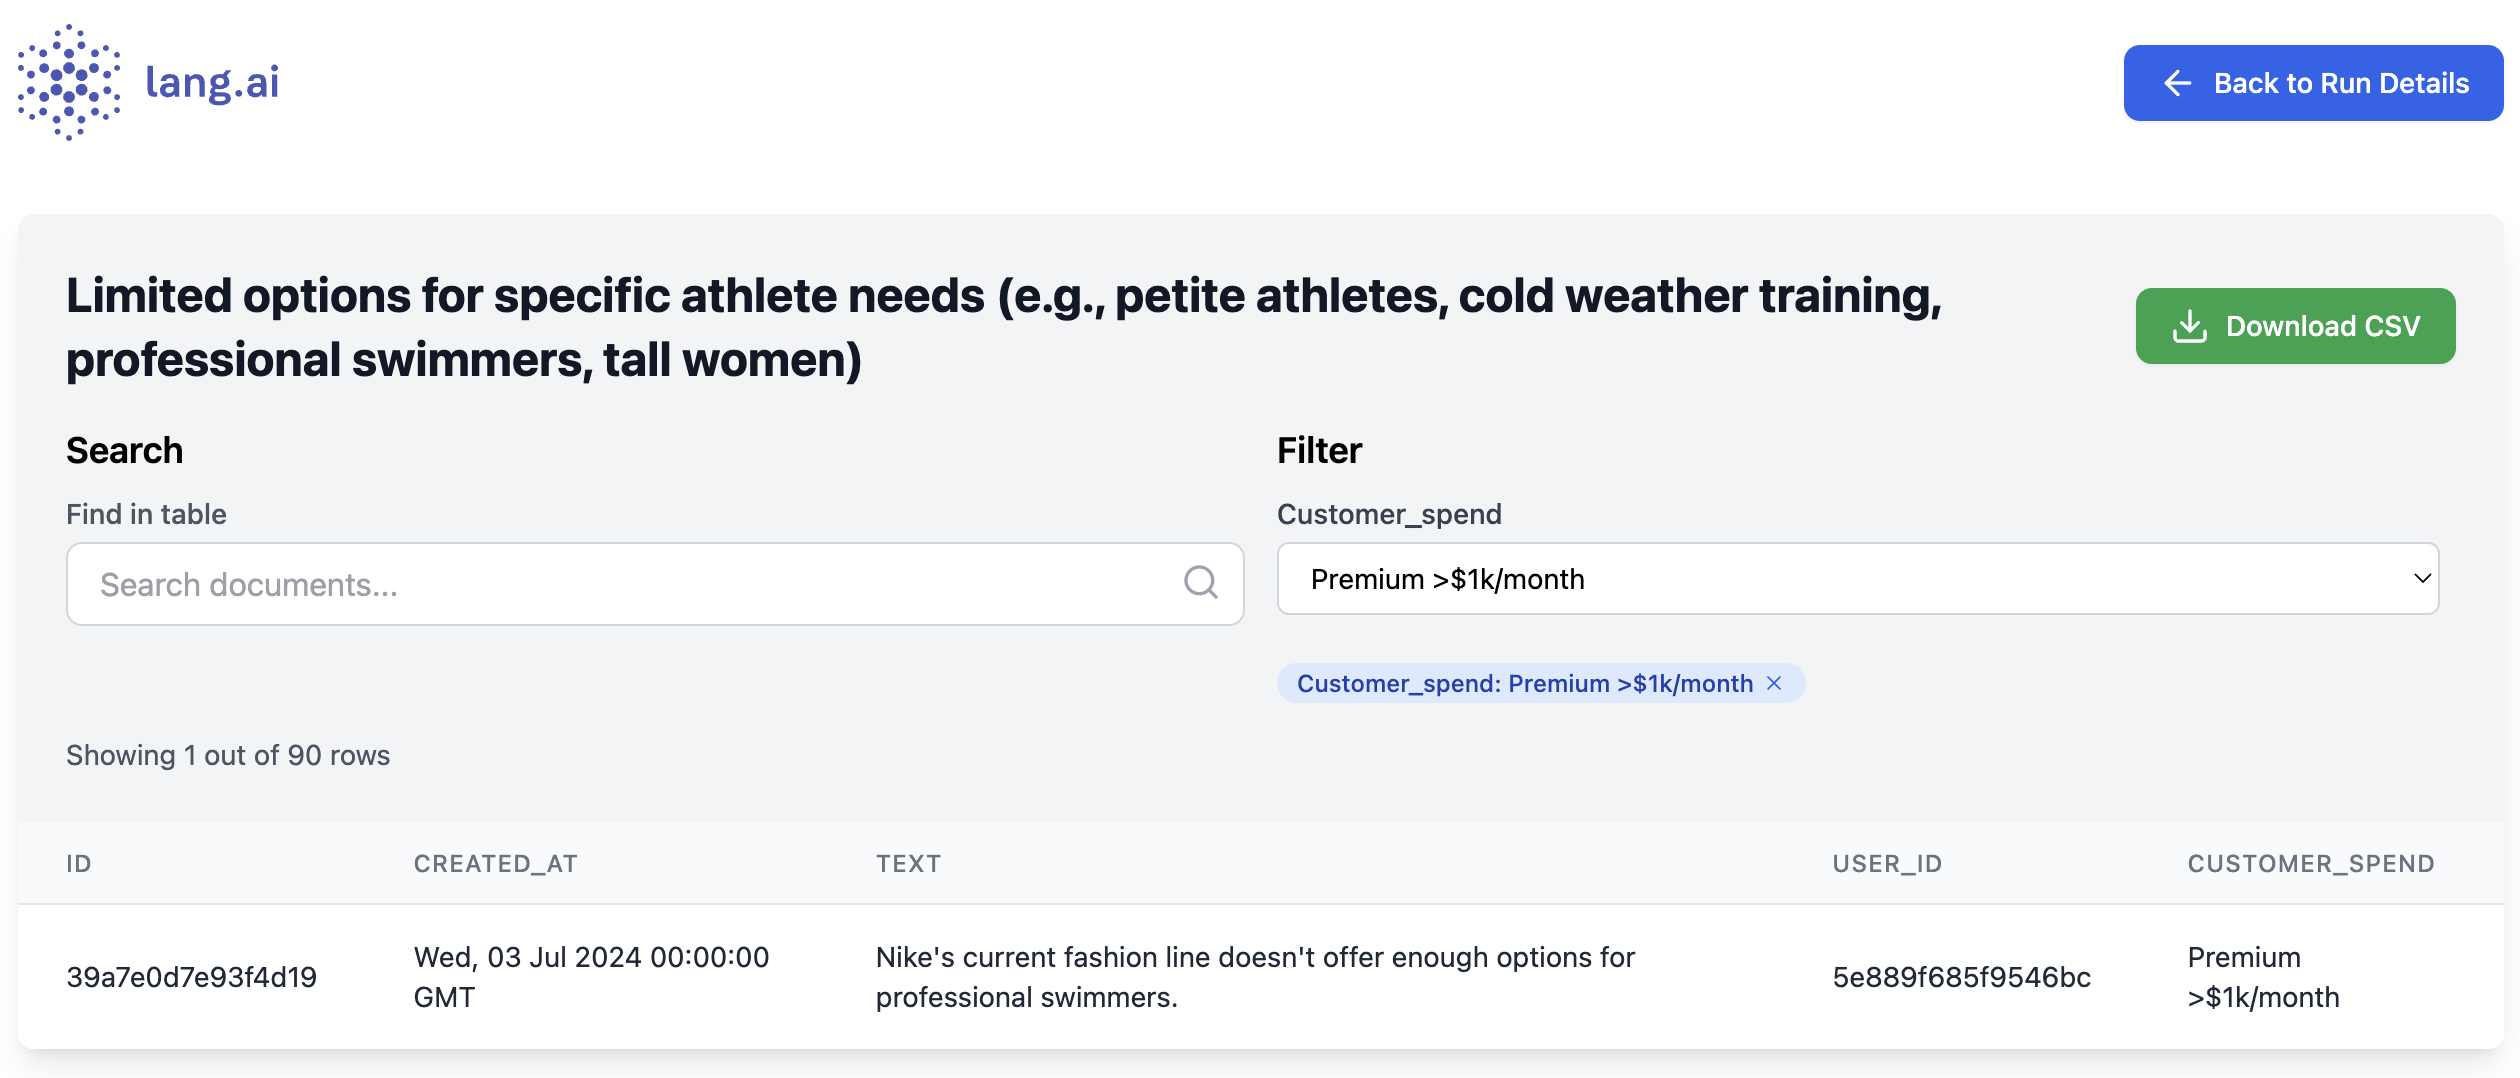 lang.ai
Back to Run Details
Limited options for specific athlete needs (e.g., petite athletes, cold weather training,
professional swimmers, tall women)
Download CSV
Search
Filter
Find in table
Customer_spend
Search documents...
Premium >$1k/month
Customer_spend: Premium >$1k/month ×
Showing 1 out of 90 rows
ID CREATED_AT TEXT USER_ID CUSTOMER_SPEND
39a7e0d7e93f4d19
Wed, 03 Jul 2024 00:00:00
GMT
Nike's current fashion line doesn't offer enough options for
professional swimmers.
5e889f685f9546bc
Premium
>$1k/month